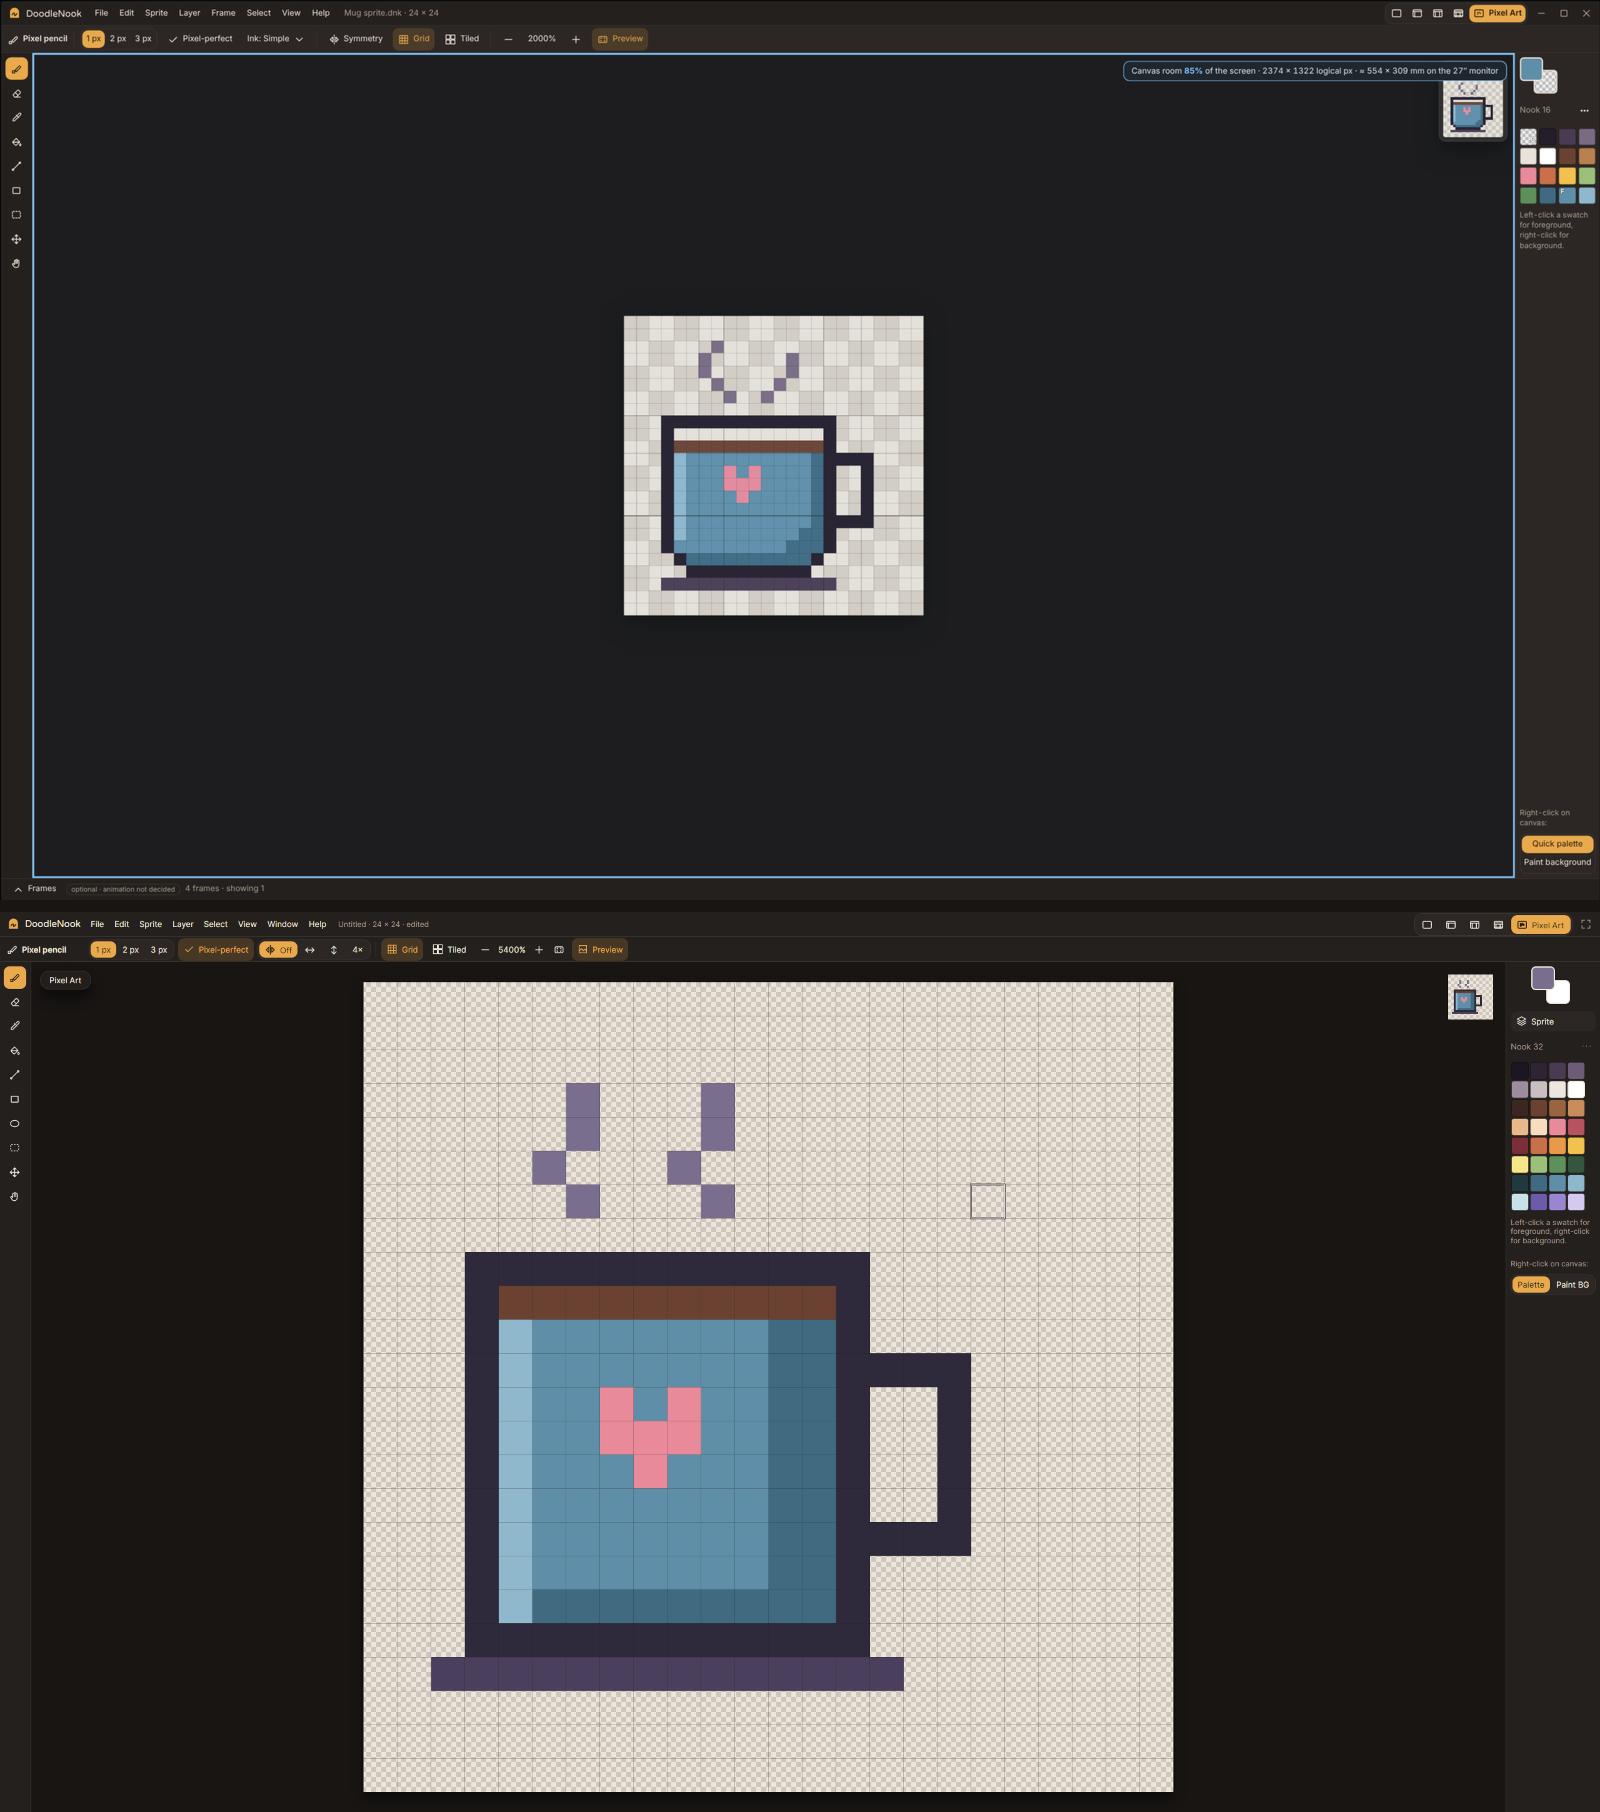 DoodleNook File Edit Sprite Layer Frame Select View Help Mug sprite.dnk · 24 × 24 Pixel Art
Pixel pencil 1 px 2 px 3 px Pixel-perfect Ink: Simple Symmetry Grid Tiled 2000% Preview
Canvas room 85% of the screen · 2374 × 1322 logical px · ≈ 554 × 309 mm on the 27" monitor
Nook 16
F
Left-click a swatch
for foreground,
right-click for
background.
Right-click on
canvas:
Quick palette
Paint background
Frames optional · animation not decided 4 frames · showing 1
DoodleNook File Edit Sprite Layer Select View Window Help Untitled · 24 × 24 · edited Pixel Art
Pixel pencil 1 px 2 px 3 px Pixel-perfect Off 4× Grid Tiled 5400% Preview
Pixel Art
Sprite
Nook 32
Left-click a swatch for
foreground, right-click
for background.
Right-click on canvas:
Palette Paint BG